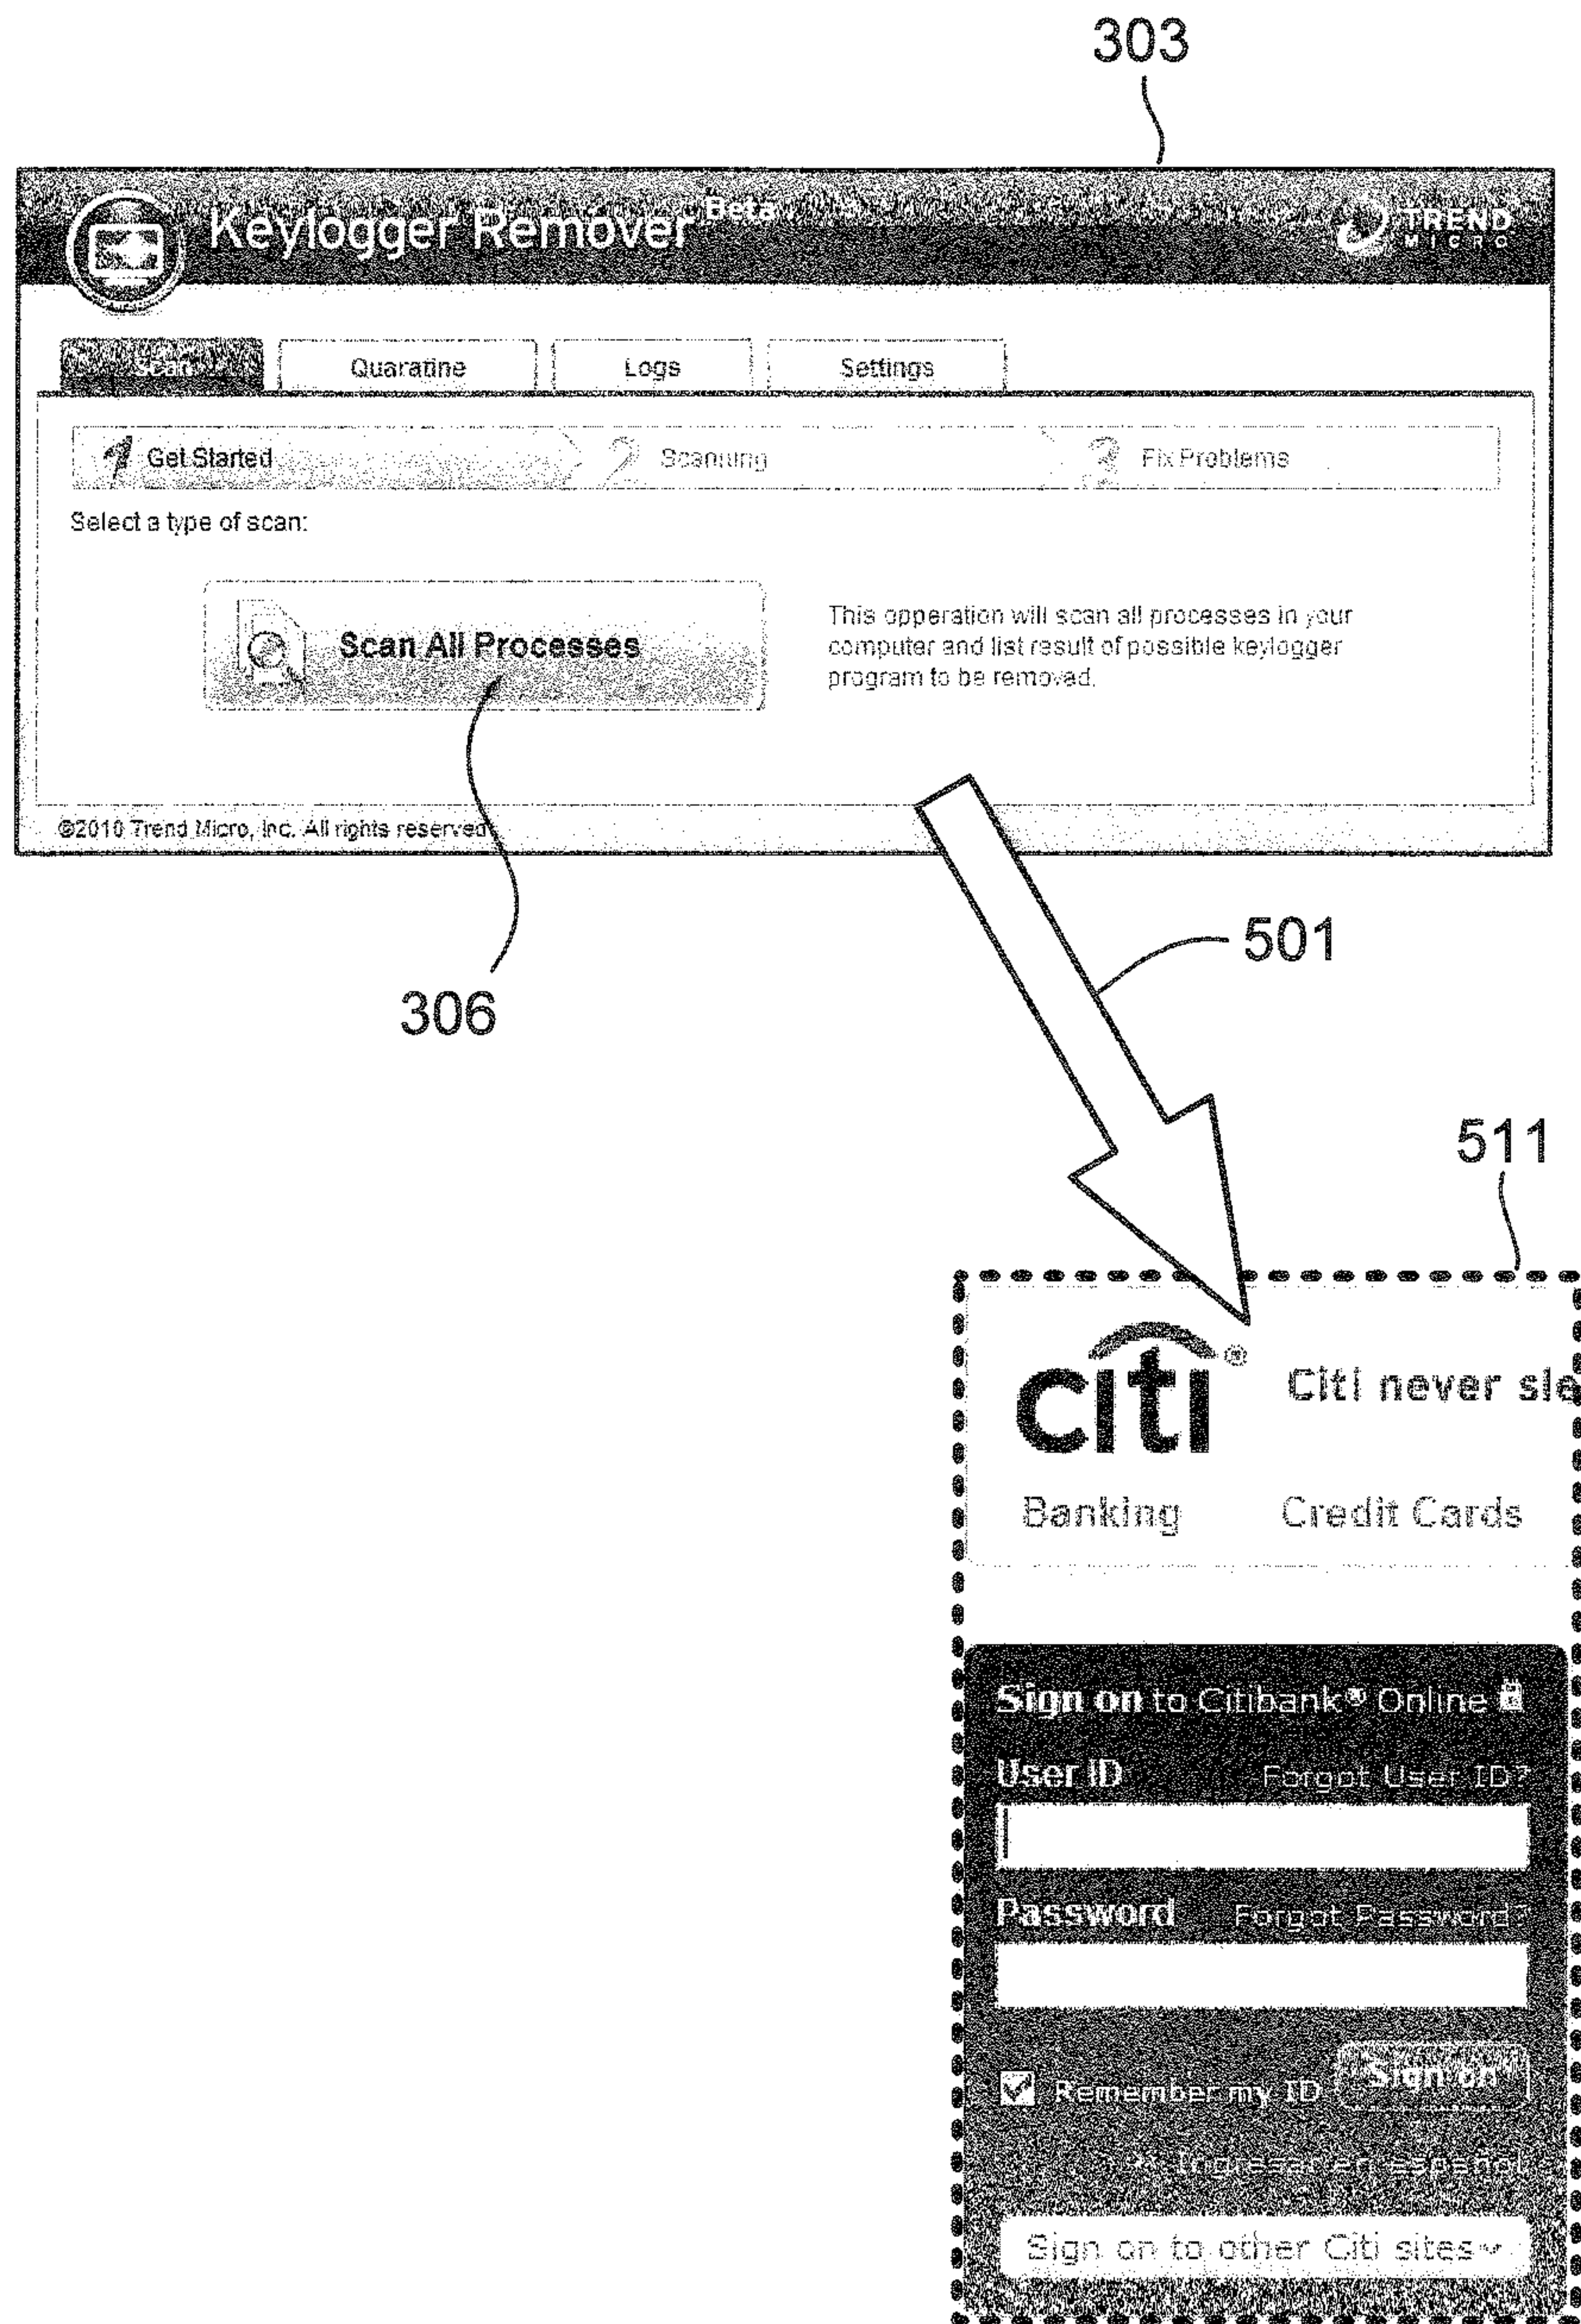 303
Keylogger Remover Beta
TREND
MICRO
Scan Quaratine Logs Settings
1 Get Started 2 Scanning 3 Fix Problems
Select a type of scan:
Scan All Processes
This opperation will scan all processes in your
computer and list result of possible keylogger
program to be removed.
©2010 Trend Micro, Inc. All rights reserved
501
306
511
citi® Citi never sle
Banking Credit Cards
Sign on to Citibank® Online
User ID Forgot User ID?
Password Forgot Password?
Remember my ID Sign on
>> Ingresar en español
Sign on to other Citi sites